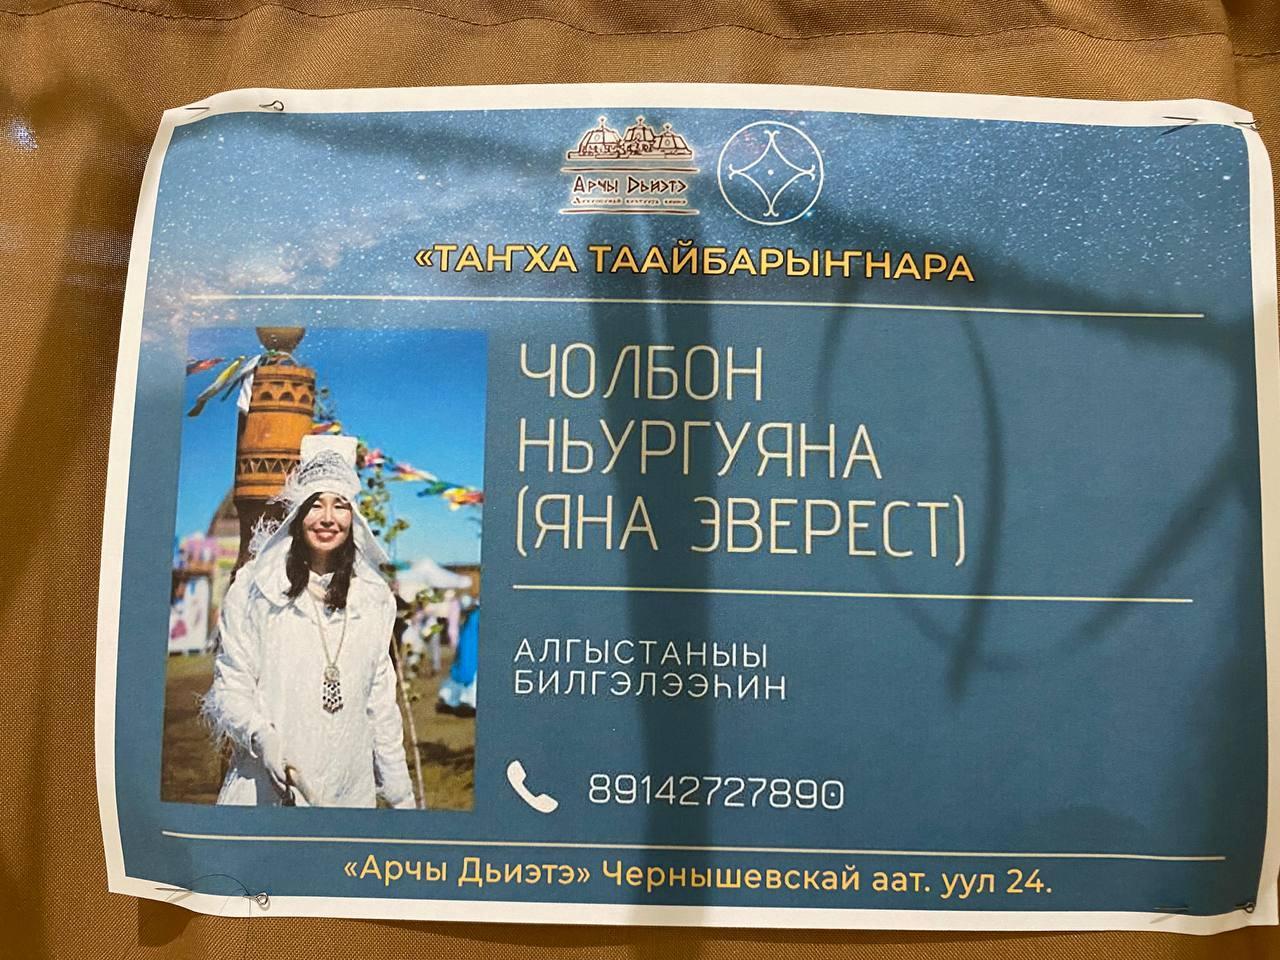 Арчы Дьиэтэ
«ТАҤХА ТААЙБАРЫҤНАРА
ЧОЛБОН
НЬУРГУЯНА
(ЯНА ЭВЕРЕСТ)
АЛГЫСТАНЫЫ
БИЛГЭЛЭЭҺИН
89142727890
«Арчы Дьиэтэ» Чернышевскай аат. уул 24.